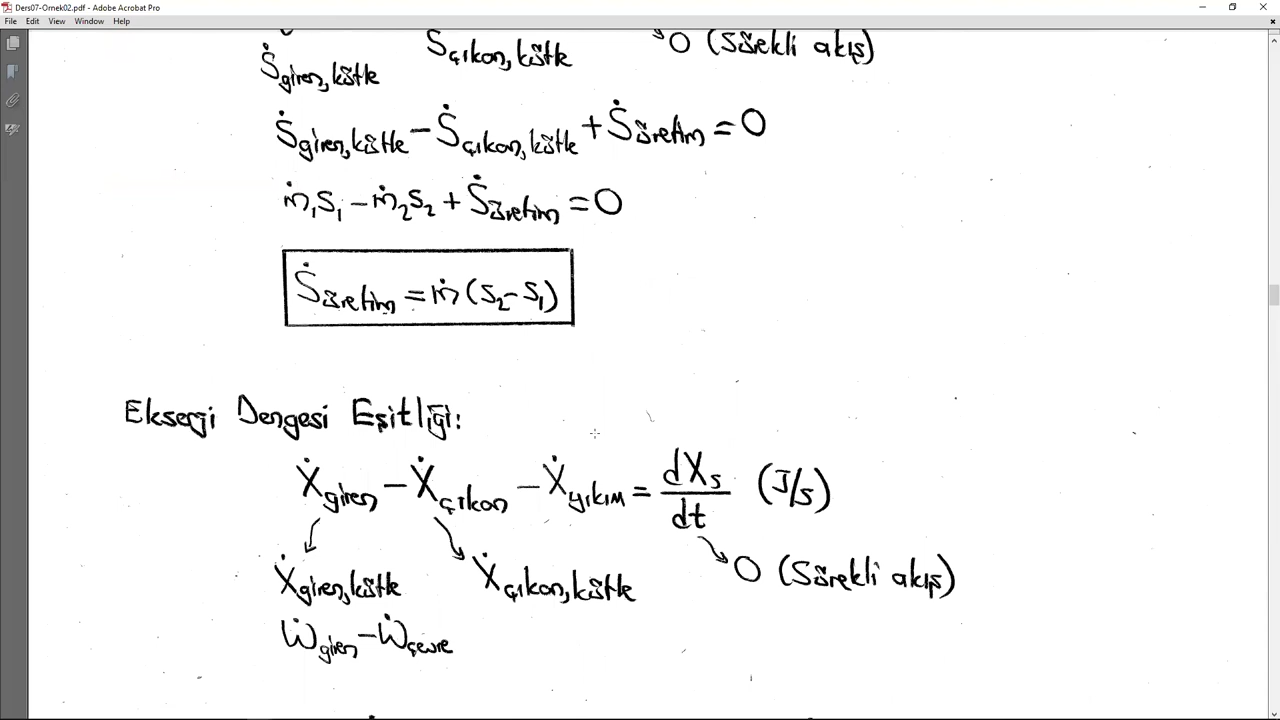 Ders07-Ornek02.pdf - Adobe Acrobat Pro
File Edit View Window Help
Ṡgiren,kütle Ṡçıkan,kütle 0 (Sürekli akış)
Ṡgiren,kütle − Ṡçıkan,kütle + Ṡüretim = 0
ṁ₁s₁ − ṁ₂s₂ + Ṡüretim = 0
Ṡüretim = ṁ(s₂−s₁)
Ekserji Dengesi Eşitliği:
Ẋgiren − Ẋçıkan − Ẋyıkım = dXs/dt (J/s)
Ẋgiren,kütle Ẋçıkan,kütle 0 (Sürekli akış)
Ẇgiren − Ẇçevre